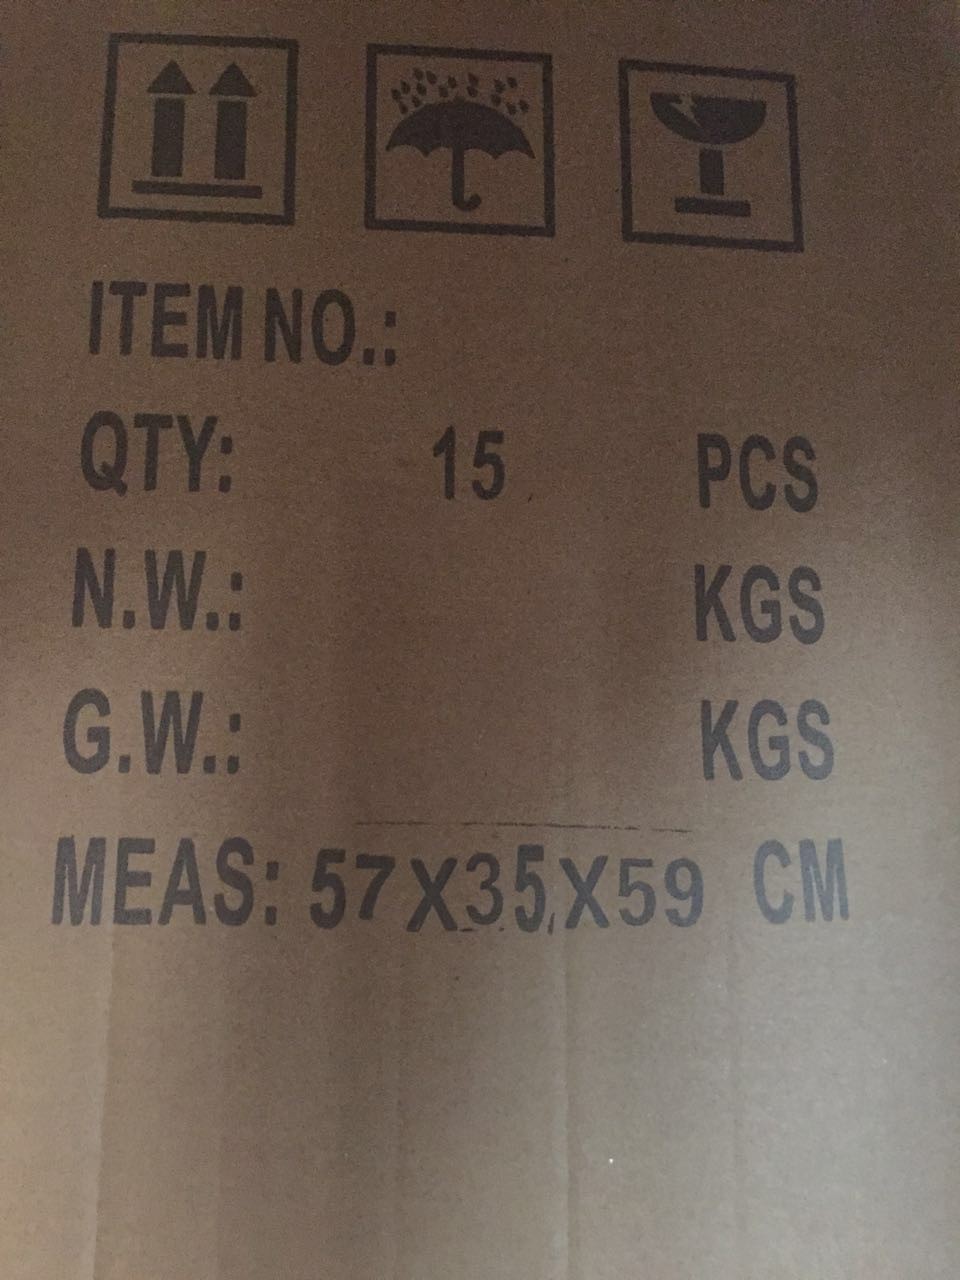 ITEM NO.:
QTY: 15 PCS
N.W.: KGS
G.W.: KGS
MEAS: 57X35X59 CM